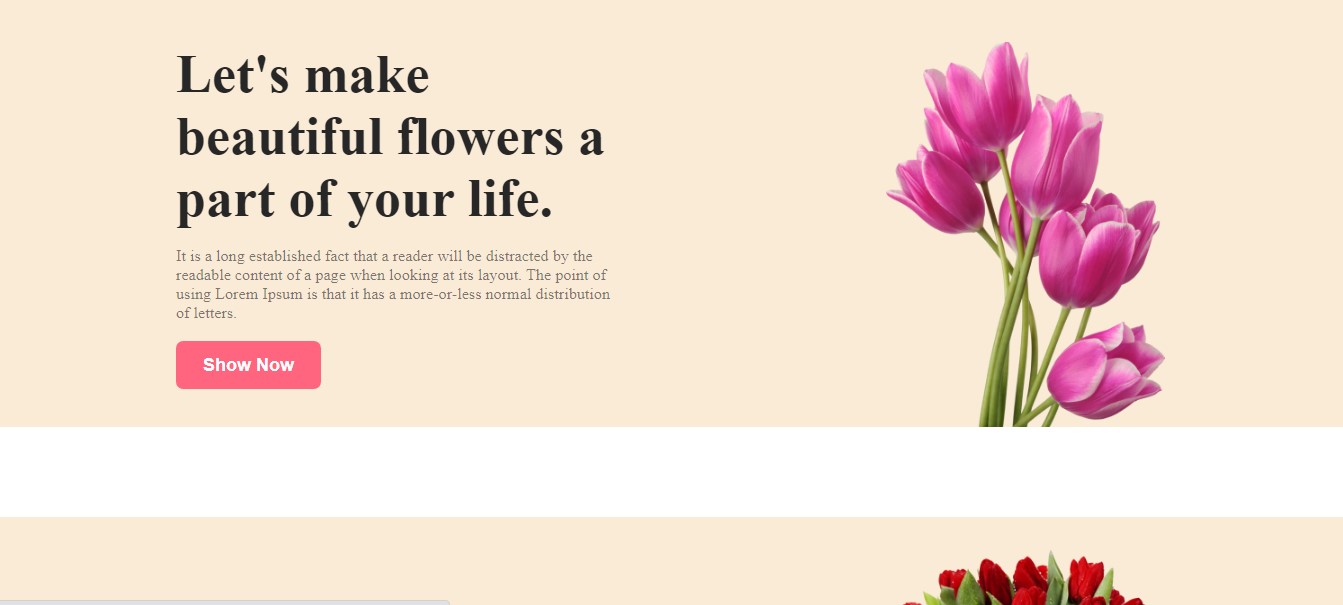 Let's make
beautiful flowers a
part of your life.
It is a long established fact that a reader will be distracted by the
readable content of a page when looking at its layout. The point of
using Lorem Ipsum is that it has a more-or-less normal distribution
of letters.
Show Now